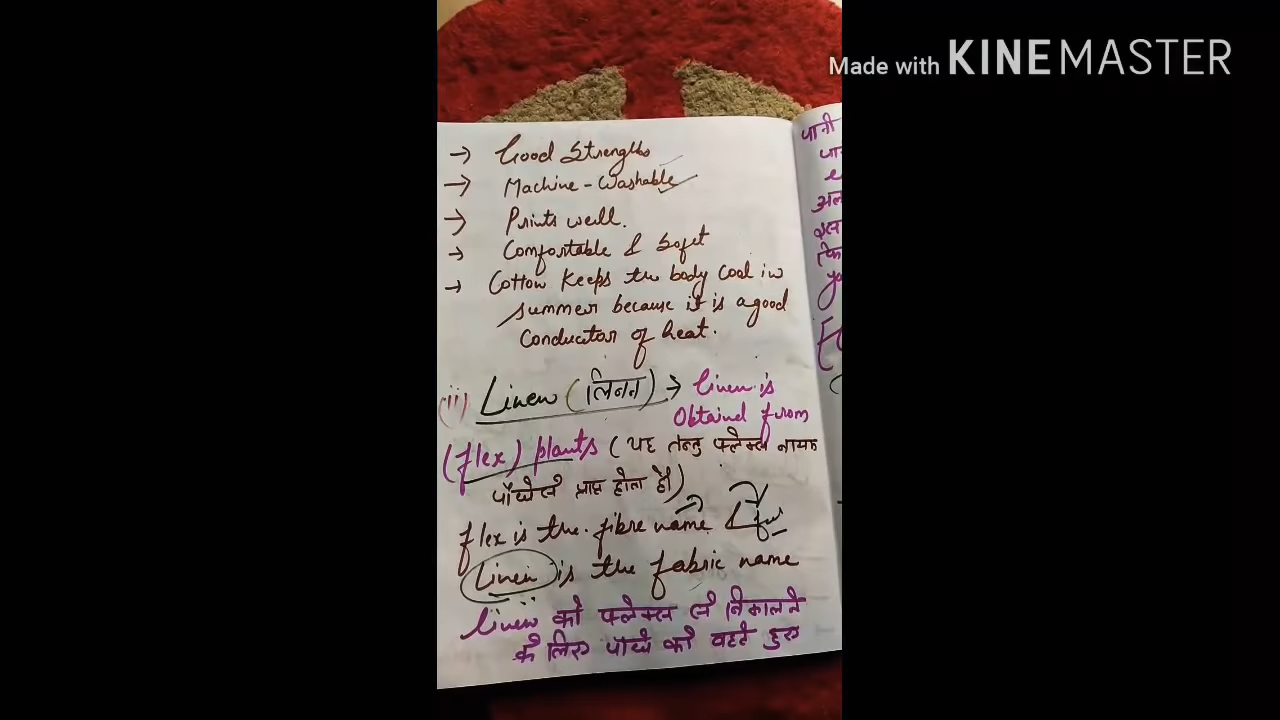 Made with KINEMASTER
→ Good Strengths
→ Machine-Washable
→ Prints well.
→ Comfortable & Soft
→ Cotton Keeps the body cool in
summer because it is a good
conductor of heat.
(ii) Linen (लिनन) → linen is
Obtained from
(flex) plants (यह तन्तु फ्लेक्स नामक
पौधे से प्राप्त होता है)
flex is the fibre name
Linen is the fabric name
linen को फ्लेक्स से निकालने
के लिए पौधे को बहते हुए
पानी